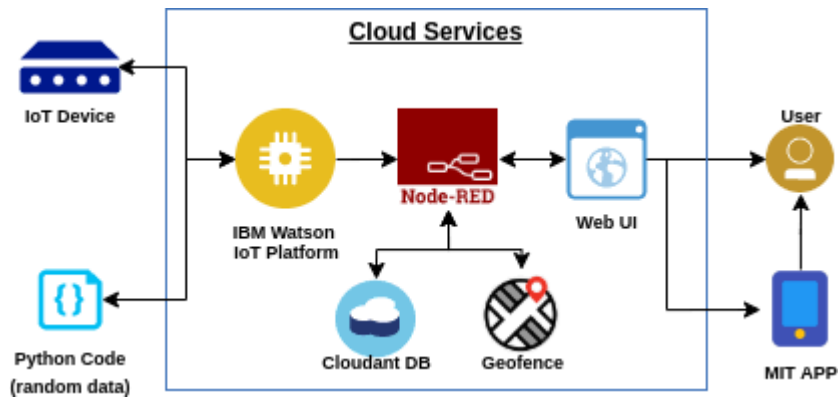 Cloud Services
IoT Device
User
Node-RED
Web UI
IBM Watson
IoT Platform
{}
Python Code
(random data)
Cloudant DB
Geofence
MIT APP